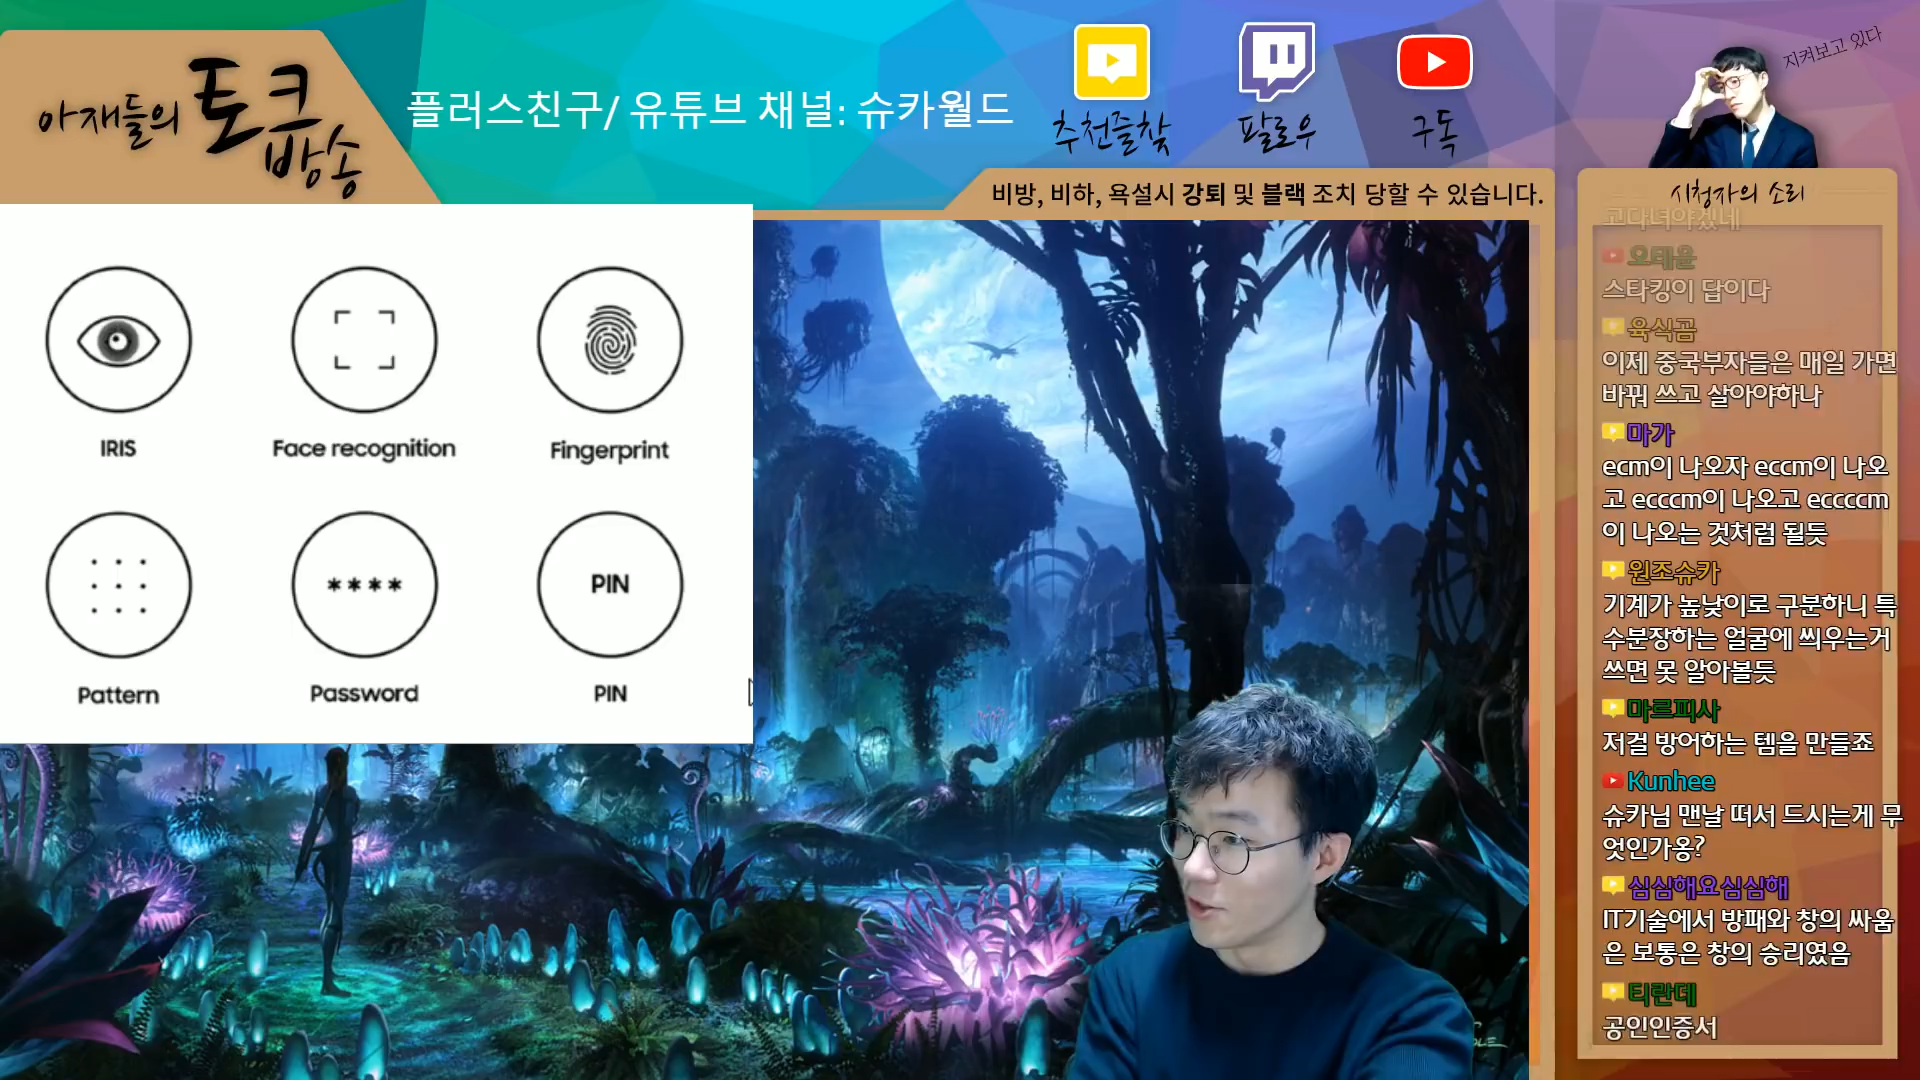 아재들의 토크
방송
플러스친구/ 유튜브 채널: 슈카월드
추천즐찾
팔로우
구독
지켜보고 있다
비방, 비하, 욕설시 강퇴 및 블랙 조치 당할 수 있습니다.
IRIS
Face recognition
Fingerprint
****
PIN
Pattern
Password
PIN
시청자의 소리
고다녀야겠네
오태율
스타킹이 답이다
육식곰
이제 중국부자들은 매일 가면
바꿔 쓰고 살아야하나
마가
ecm이 나오자 eccm이 나오
고 ecccm이 나오고 eccccm
이 나오는 것처럼 될듯
원조슈카
기계가 높낮이로 구분하니 특
수분장하는 얼굴에 씌우는거
쓰면 못 알아볼듯
마르피사
저걸 방어하는 템을 만들죠
Kunhee
슈카님 맨날 떠서 드시는게 무
엇인가옹?
심심해요심심해
IT기술에서 방패와 창의 싸움
은 보통은 창의 승리였음
티란데
공인인증서